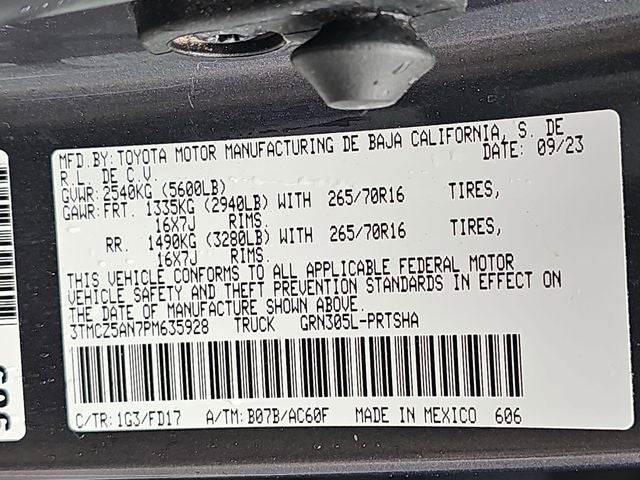 MFD.BY:TOYOTA MOTOR MANUFACTURING DE BAJA CALIFORNIA, S. DE
R.L. DE C.V. DATE: 09/23
GVWR: 2540KG (5600LB)
GAWR:FRT. 1335KG (2940LB) WITH 265/70R16 TIRES,
16X7J RIMS.
RR. 1490KG (3280LB) WITH 265/70R16 TIRES,
16X7J RIMS.
THIS VEHICLE CONFORMS TO ALL APPLICABLE FEDERAL MOTOR
VEHICLE SAFETY AND THEFT PREVENTION STANDARDS IN EFFECT ON
THE DATE OF MANUFACTURE SHOWN ABOVE.
3TMCZ5AN7PM635928 TRUCK GRN305L-PRTSHA
C/TR:1G3/FD17 A/TM:B07B/AC60F MADE IN MEXICO 606